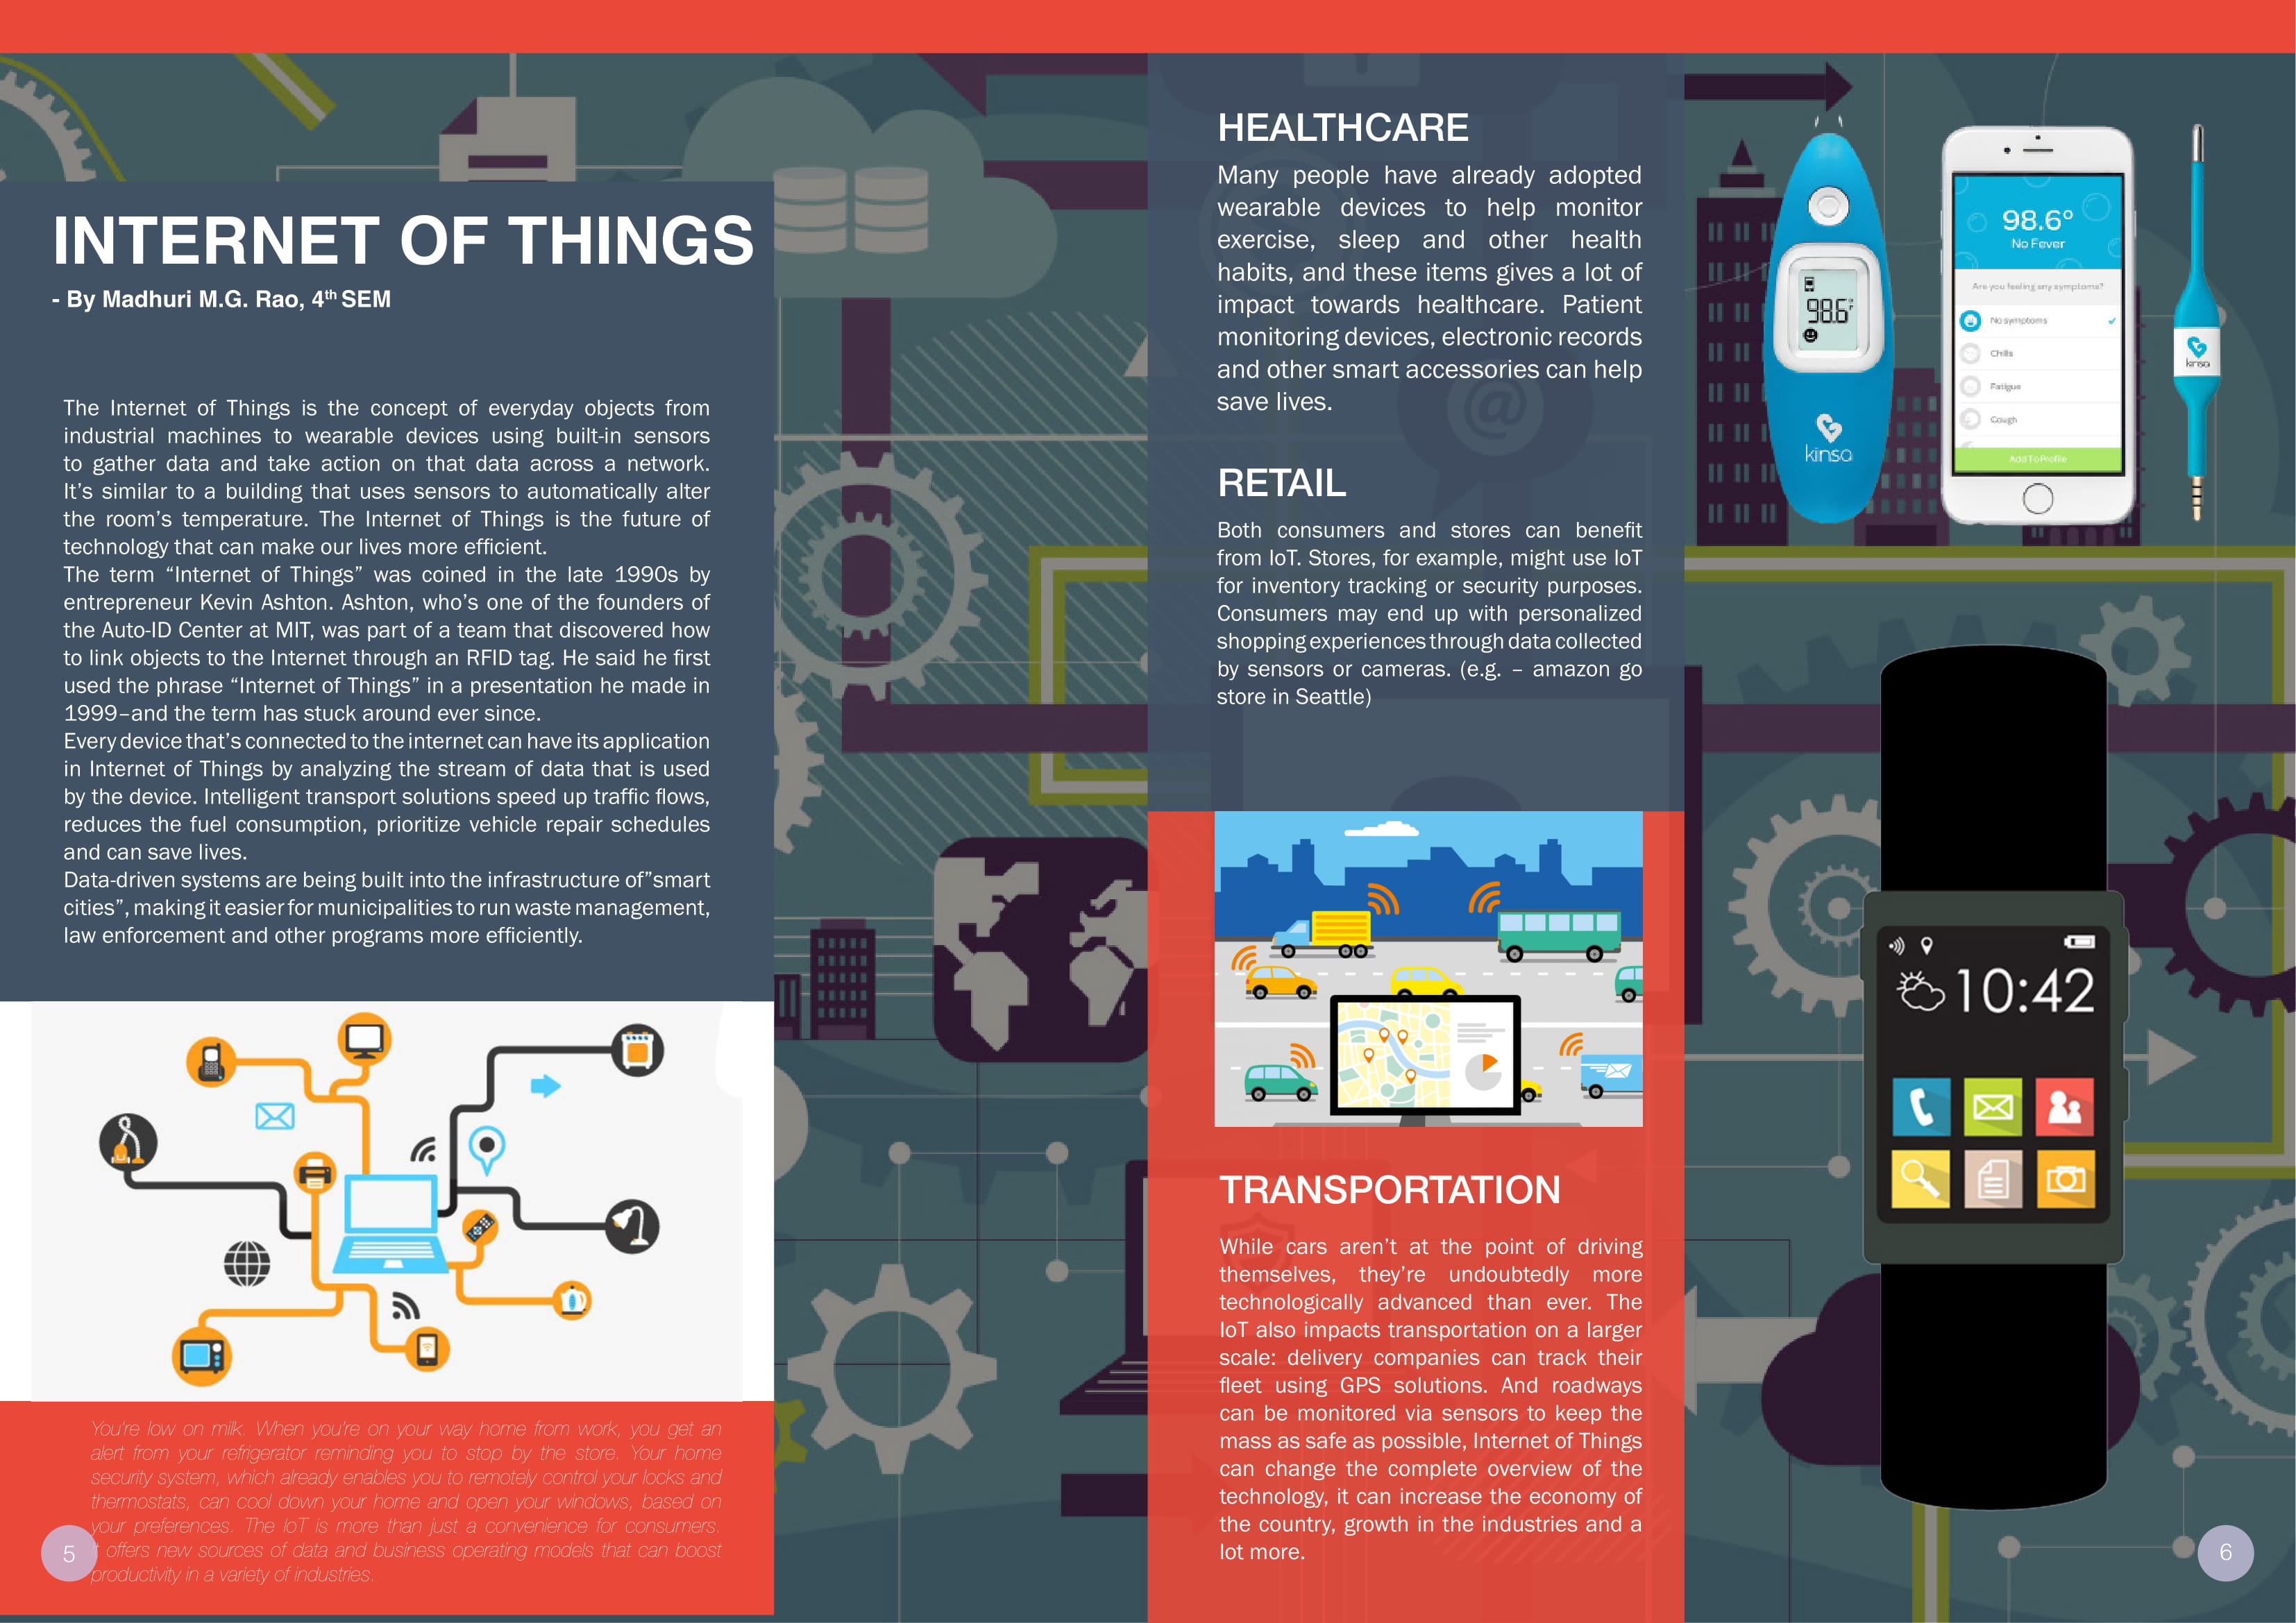 INTERNET OF THINGS
- By Madhuri M.G. Rao, 4th SEM
The Internet of Things is the concept of everyday objects from
industrial machines to wearable devices using built-in sensors
to gather data and take action on that data across a network.
It’s similar to a building that uses sensors to automatically alter
the room’s temperature. The Internet of Things is the future of
technology that can make our lives more efficient.
The term “Internet of Things” was coined in the late 1990s by
entrepreneur Kevin Ashton. Ashton, who’s one of the founders of
the Auto-ID Center at MIT, was part of a team that discovered how
to link objects to the Internet through an RFID tag. He said he first
used the phrase “Internet of Things” in a presentation he made in
1999–and the term has stuck around ever since.
Every device that’s connected to the internet can have its application
in Internet of Things by analyzing the stream of data that is used
by the device. Intelligent transport solutions speed up traffic flows,
reduces the fuel consumption, prioritize vehicle repair schedules
and can save lives.
Data-driven systems are being built into the infrastructure of”smart
cities”, making it easier for municipalities to run waste management,
law enforcement and other programs more efficiently.
You’re low on milk. When you’re on your way home from work, you get an
alert from your refrigerator reminding you to stop by the store. Your home
security system, which already enables you to remotely control your locks and
thermostats, can cool down your home and open your windows, based on
your preferences. The IoT is more than just a convenience for consumers.
offers new sources of data and business operating models that can boost
productivity in a variety of industries.
5
HEALTHCARE
Many people have already adopted
wearable devices to help monitor
exercise, sleep and other health
habits, and these items gives a lot of
impact towards healthcare. Patient
monitoring devices, electronic records
and other smart accessories can help
save lives.
RETAIL
Both consumers and stores can benefit
from IoT. Stores, for example, might use IoT
for inventory tracking or security purposes.
Consumers may end up with personalized
shopping experiences through data collected
by sensors or cameras. (e.g. – amazon go
store in Seattle)
TRANSPORTATION
While cars aren’t at the point of driving
themselves, they’re undoubtedly more
technologically advanced than ever. The
IoT also impacts transportation on a larger
scale: delivery companies can track their
fleet using GPS solutions. And roadways
can be monitored via sensors to keep the
mass as safe as possible, Internet of Things
can change the complete overview of the
technology, it can increase the economy of
the country, growth in the industries and a
lot more.
98.6°F
kinsa
98.6°
No Fever
Are you feeling any symptoms?
No symptoms
Chills
Fatigue
Cough
Add To Profile
kinsa
10:42
6